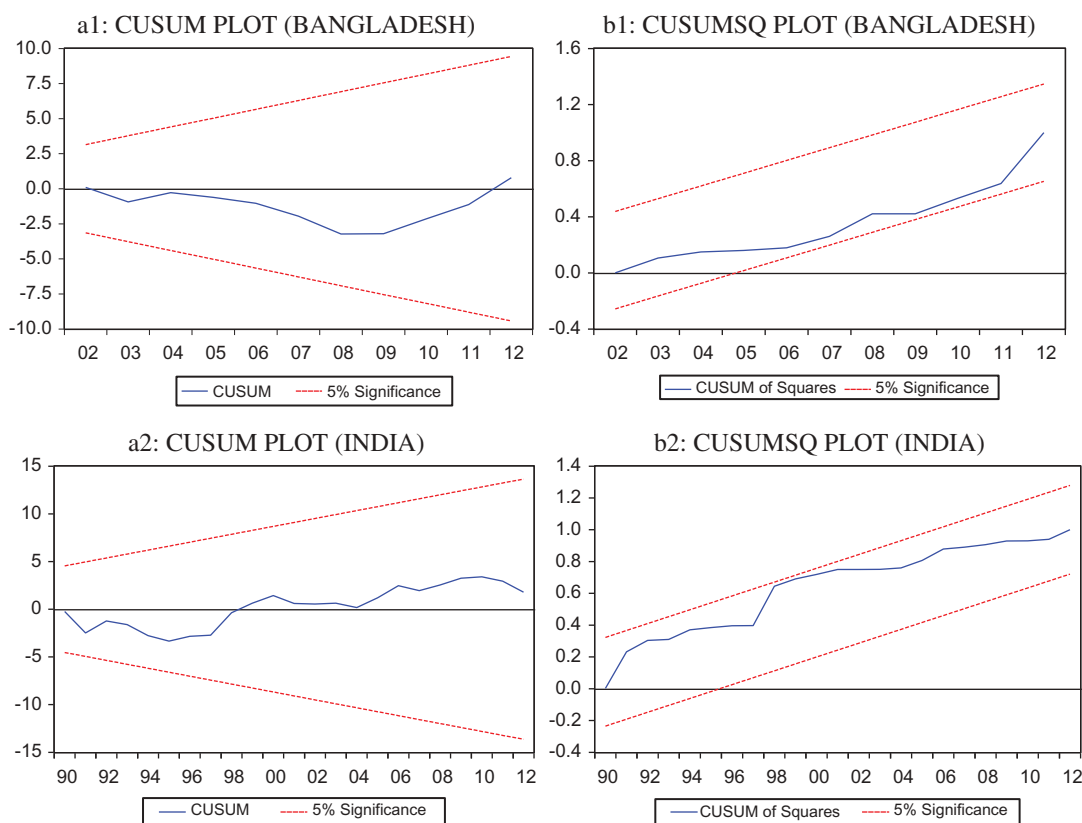 a1: CUSUM PLOT (BANGLADESH)
10.0
7.5
5.0
2.5
0.0
-2.5
-5.0
-7.5
-10.0
02 03 04 05 06 07 08 09 10 11 12
CUSUM 5% Significance
b1: CUSUMSQ PLOT (BANGLADESH)
1.6
1.2
0.8
0.4
0.0
-0.4
02 03 04 05 06 07 08 09 10 11 12
CUSUM of Squares 5% Significance
a2: CUSUM PLOT (INDIA)
15
10
5
0
-5
-10
-15
90 92 94 96 98 00 02 04 06 08 10 12
CUSUM 5% Significance
b2: CUSUMSQ PLOT (INDIA)
1.4
1.2
1.0
0.8
0.6
0.4
0.2
0.0
-0.2
-0.4
90 92 94 96 98 00 02 04 06 08 10 12
CUSUM of Squares 5% Significance